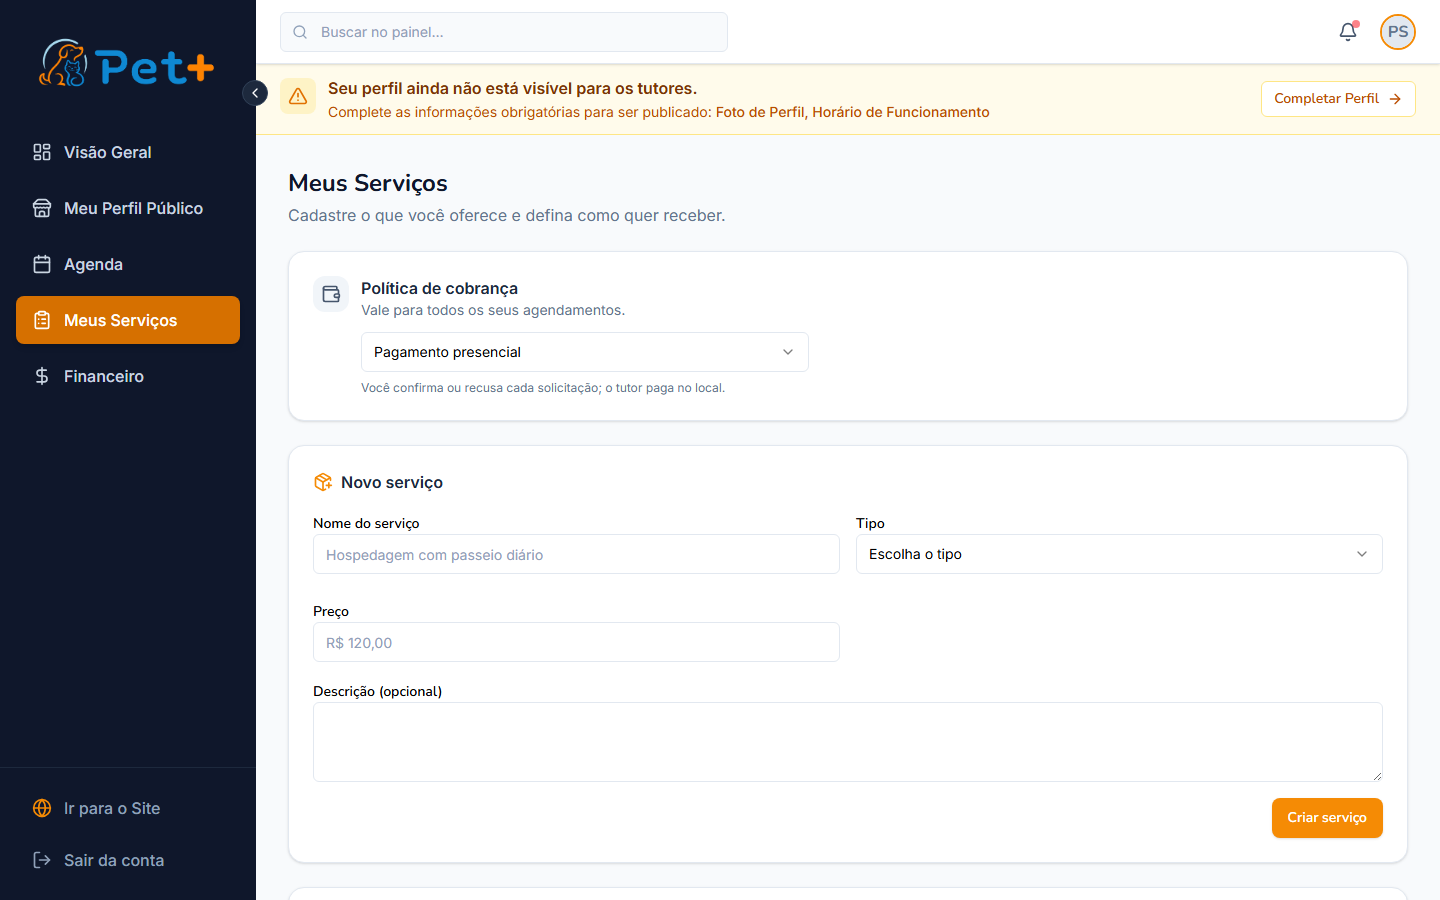 Pet+
Buscar no painel...
PS
Seu perfil ainda não está visível para os tutores.
Complete as informações obrigatórias para ser publicado: Foto de Perfil, Horário de Funcionamento
Completar Perfil
Visão Geral
Meu Perfil Público
Agenda
Meus Serviços
Financeiro
Ir para o Site
Sair da conta
Meus Serviços
Cadastre o que você oferece e defina como quer receber.
Política de cobrança
Vale para todos os seus agendamentos.
Pagamento presencial
Você confirma ou recusa cada solicitação; o tutor paga no local.
Novo serviço
Nome do serviço
Hospedagem com passeio diário
Tipo
Escolha o tipo
Preço
R$ 120,00
Descrição (opcional)
Criar serviço